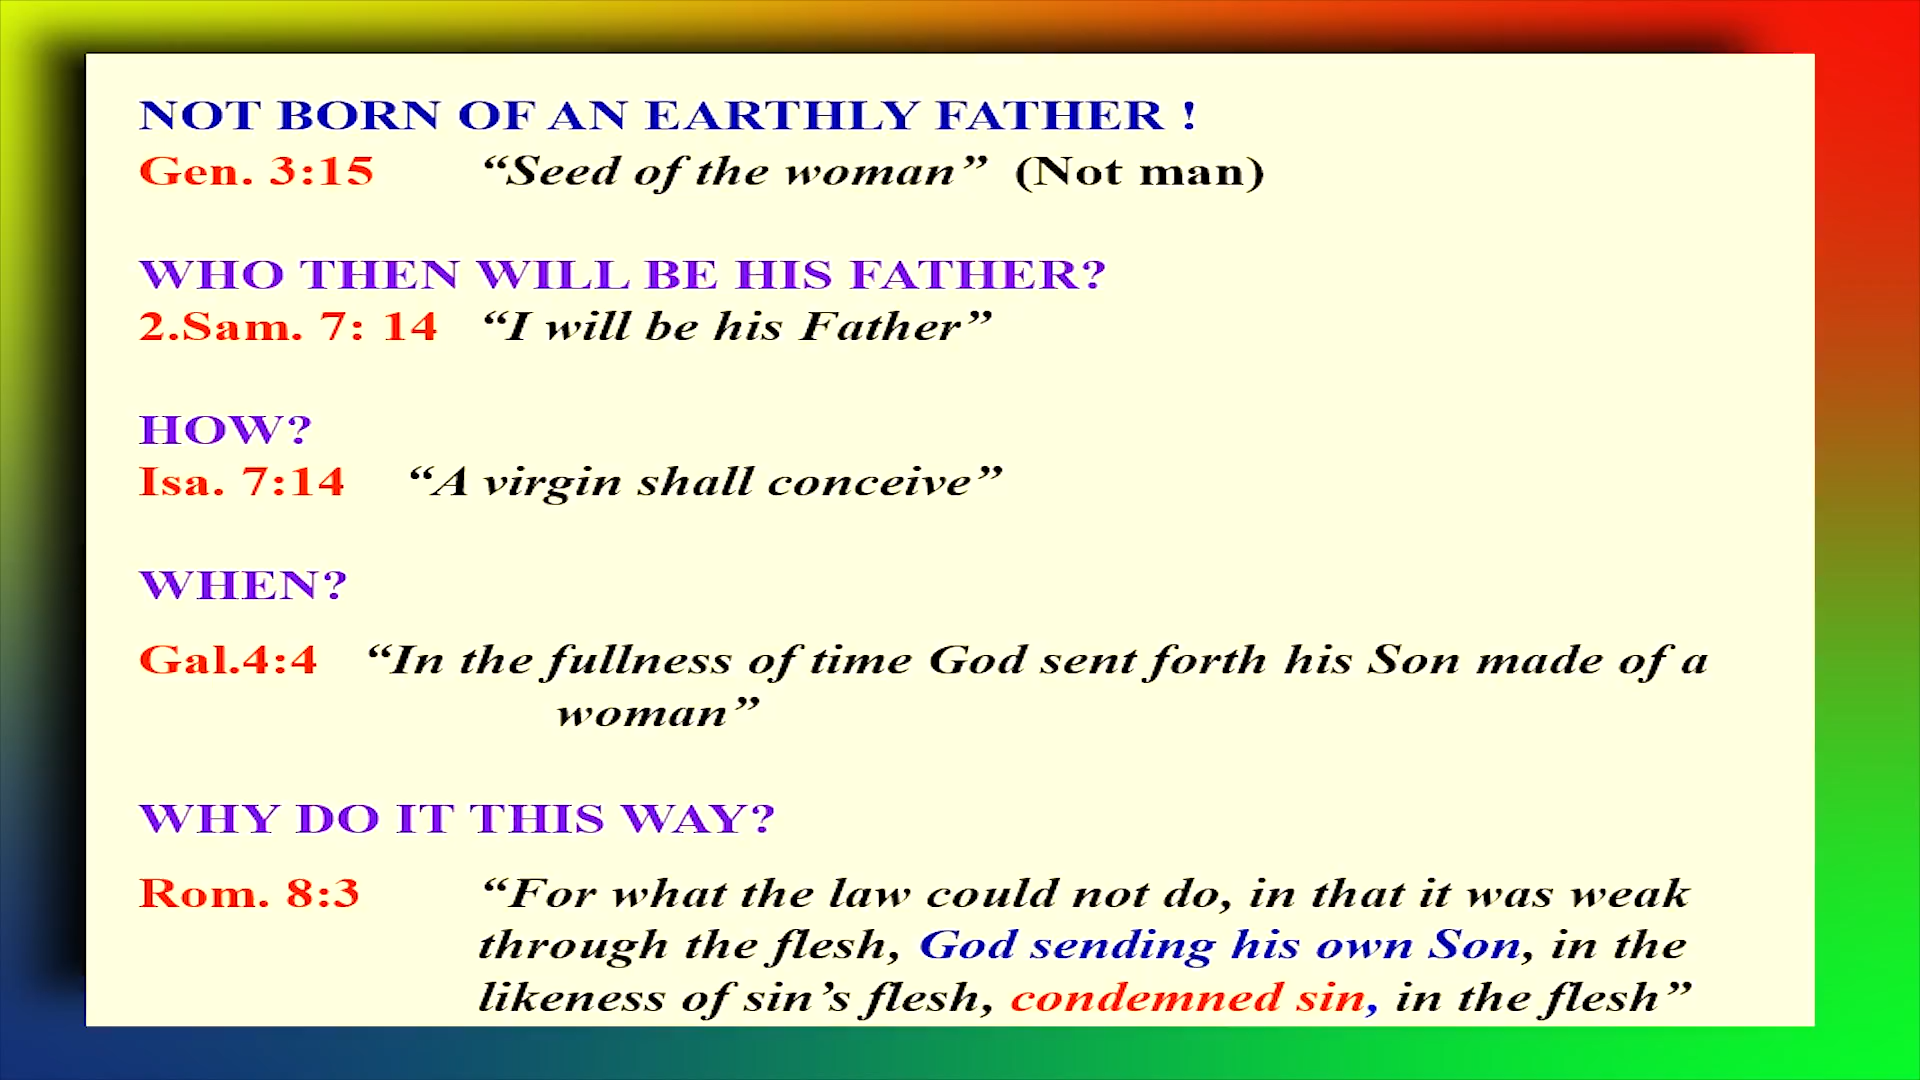 NOT BORN OF AN EARTHLY FATHER !
Gen. 3:15 “Seed of the woman” (Not man)
WHO THEN WILL BE HIS FATHER?
2.Sam. 7: 14 “I will be his Father”
HOW?
Isa. 7:14 “A virgin shall conceive”
WHEN?
Gal.4:4 “In the fullness of time God sent forth his Son made of a
woman”
WHY DO IT THIS WAY?
Rom. 8:3 “For what the law could not do, in that it was weak
through the flesh, God sending his own Son, in the
likeness of sin’s flesh, condemned sin, in the flesh”